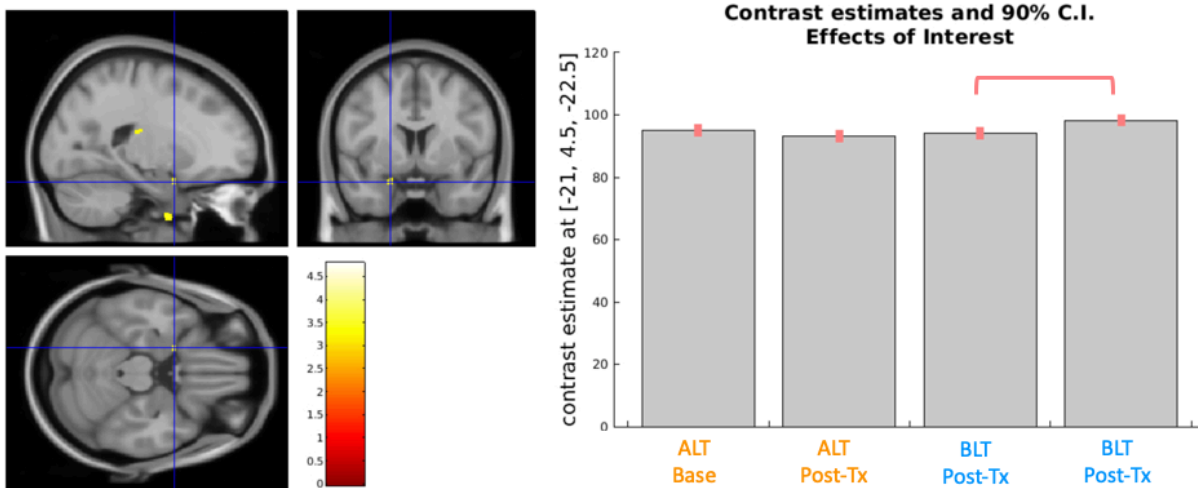 Contrast estimates and 90% C.I.
Effects of Interest
contrast estimate at [-21, 4.5, -22.5]
120
100
80
60
40
20
0
ALT
Base
ALT
Post-Tx
BLT
Post-Tx
BLT
Post-Tx
4.5
4
3.5
3
2.5
2
1.5
1
0.5
0